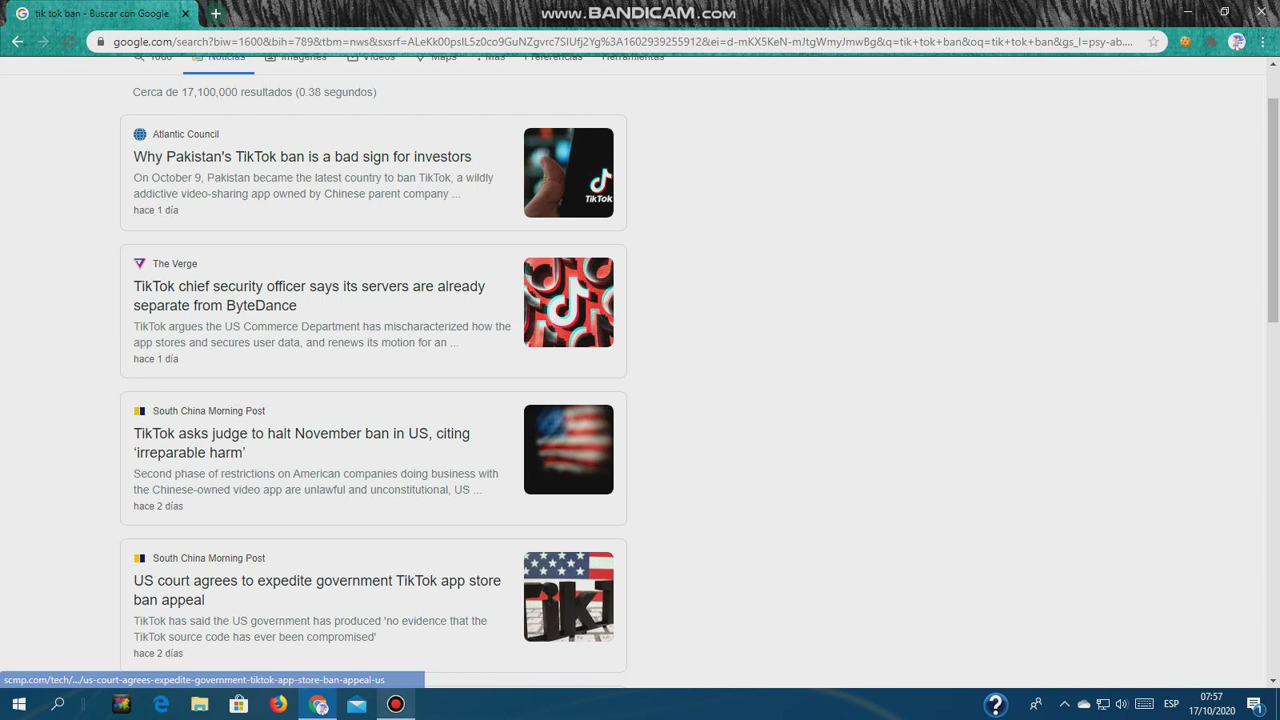 tik tok ban - Buscar con Google
www.BANDICAM.com
google.com/search?biw=1600&bih=789&tbm=nws&sxsrf=ALeKk00pslL5z0co9GuNZgvrc7SIUfj2Yg%3A1602939255912&ei=d-mKX5KeN-mJtgWmyJmwBg&q=tik+tok+ban&oq=tik+tok+ban&gs_l=psy-ab....
Todo Noticias Imágenes Videos Maps Más Preferencias Herramientas
Cerca de 17,100,000 resultados (0.38 segundos)
Atlantic Council
Why Pakistan's TikTok ban is a bad sign for investors
On October 9, Pakistan became the latest country to ban TikTok, a wildly
addictive video-sharing app owned by Chinese parent company ...
hace 1 día
TikTok
The Verge
TikTok chief security officer says its servers are already
separate from ByteDance
TikTok argues the US Commerce Department has mischaracterized how the
app stores and secures user data, and renews its motion for an ...
hace 1 día
South China Morning Post
TikTok asks judge to halt November ban in US, citing
‘irreparable harm’
Second phase of restrictions on American companies doing business with
the Chinese-owned video app are unlawful and unconstitutional, US ...
hace 2 días
South China Morning Post
US court agrees to expedite government TikTok app store
ban appeal
TikTok has said the US government has produced 'no evidence that the
TikTok source code has ever been compromised'
hace 2 días
TikT
scmp.com/tech/.../us-court-agrees-expedite-government-tiktok-app-store-ban-appeal-us
ESP
07:57
17/10/2020
1